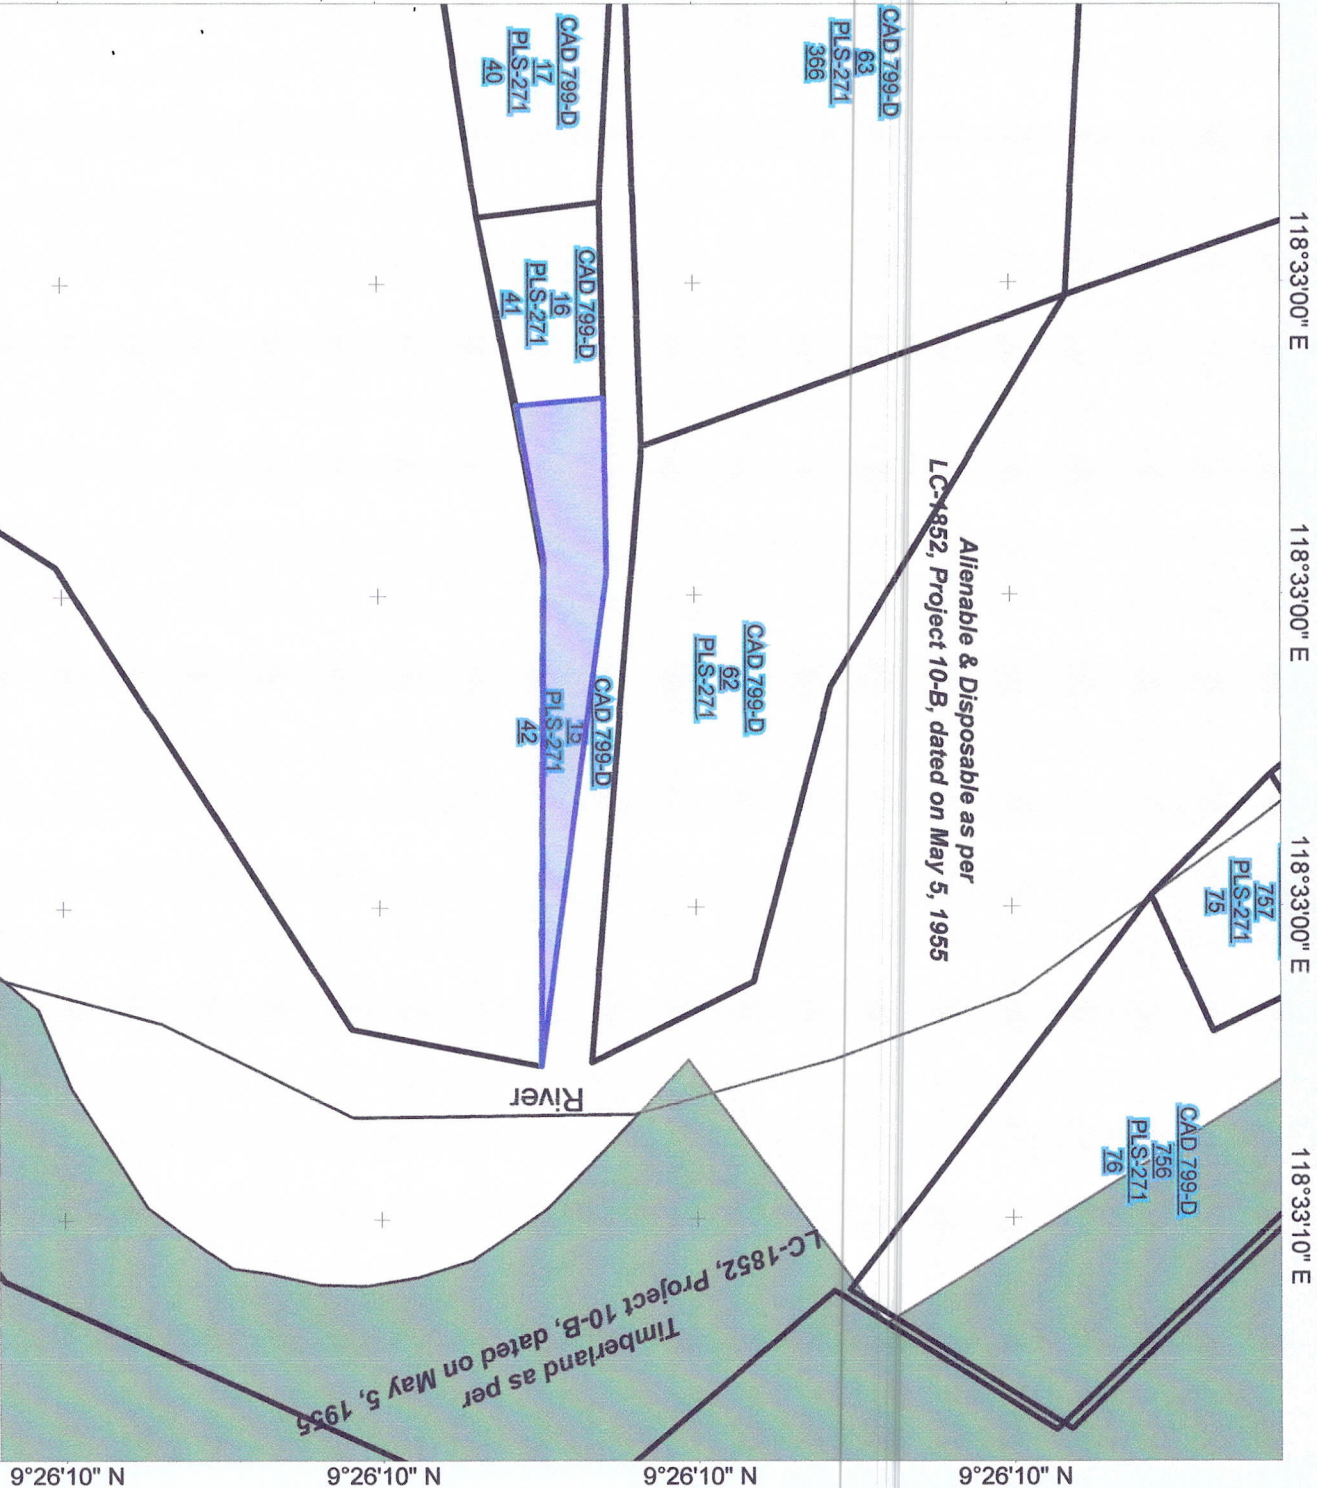 CAD 799-D
17
PLS-271
40
CAD 799-D
63
PLS-271
366
CAD 799-D
16
PLS-271
41
CAD 799-D
15
PLS-271
42
CAD 799-D
62
PLS-271
Alienable & Disposable as per
LC-1852, Project 10-B, dated on May 5, 1955
757
PLS-271
75
CAD 799-D
756
PLS-271
76
River
Timberland as per
LC-1852, Project 10-B, dated on May 5, 1955
118°33'00" E
118°33'00" E
118°33'00" E
118°33'10" E
9°26'10" N
9°26'10" N
9°26'10" N
9°26'10" N